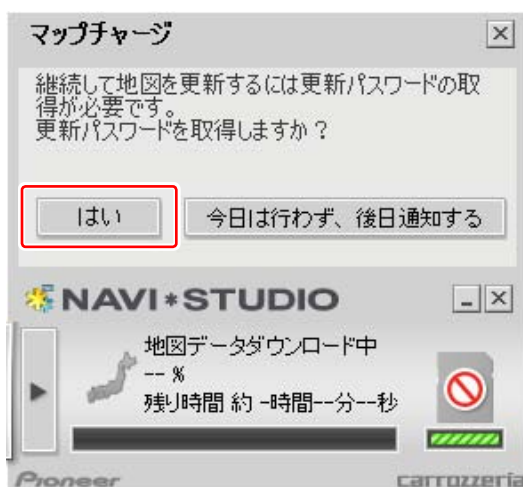 マップチャージ
継続して地図を更新するには更新パスワードの取
得が必要です。
更新パスワードを取得しますか？
はい
今日は行わず、後日通知する
NAVI*STUDIO
地図データダウンロード中
-- %
残り時間 約 -時間--分--秒
Pioneer
carrozzeria